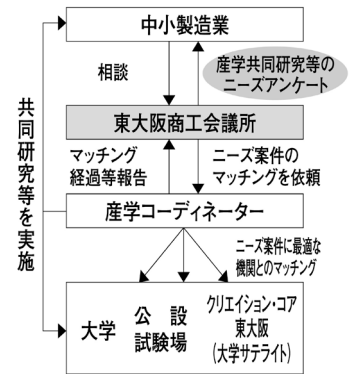 中小製造業
相談
産学共同研究等の
ニーズアンケート
東大阪商工会議所
マッチング
経過等報告
ニーズ案件の
マッチングを依頼
産学コーディネーター
共同研究等を実施
ニーズ案件に最適な
機関とのマッチング
大学
公設
試験場
クリエイション・コア
東大阪
(大学サテライト)